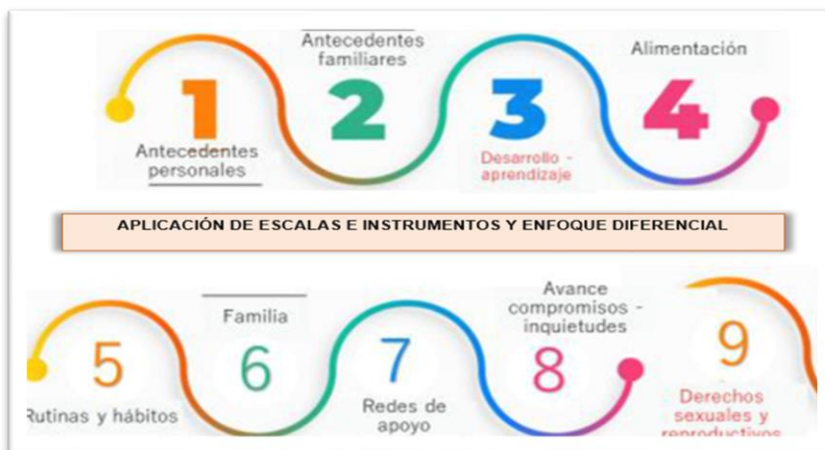 1
Antecedentes
personales
Antecedentes
familiares
2
3
Desarrollo -
aprendizaje
Alimentación
4
APLICACIÓN DE ESCALAS E INSTRUMENTOS Y ENFOQUE DIFERENCIAL
5
Rutinas y hábitos
Familia
6
7
Redes de
apoyo
Avance
compromisos -
inquietudes
8
9
Derechos
sexuales y
reproductivos